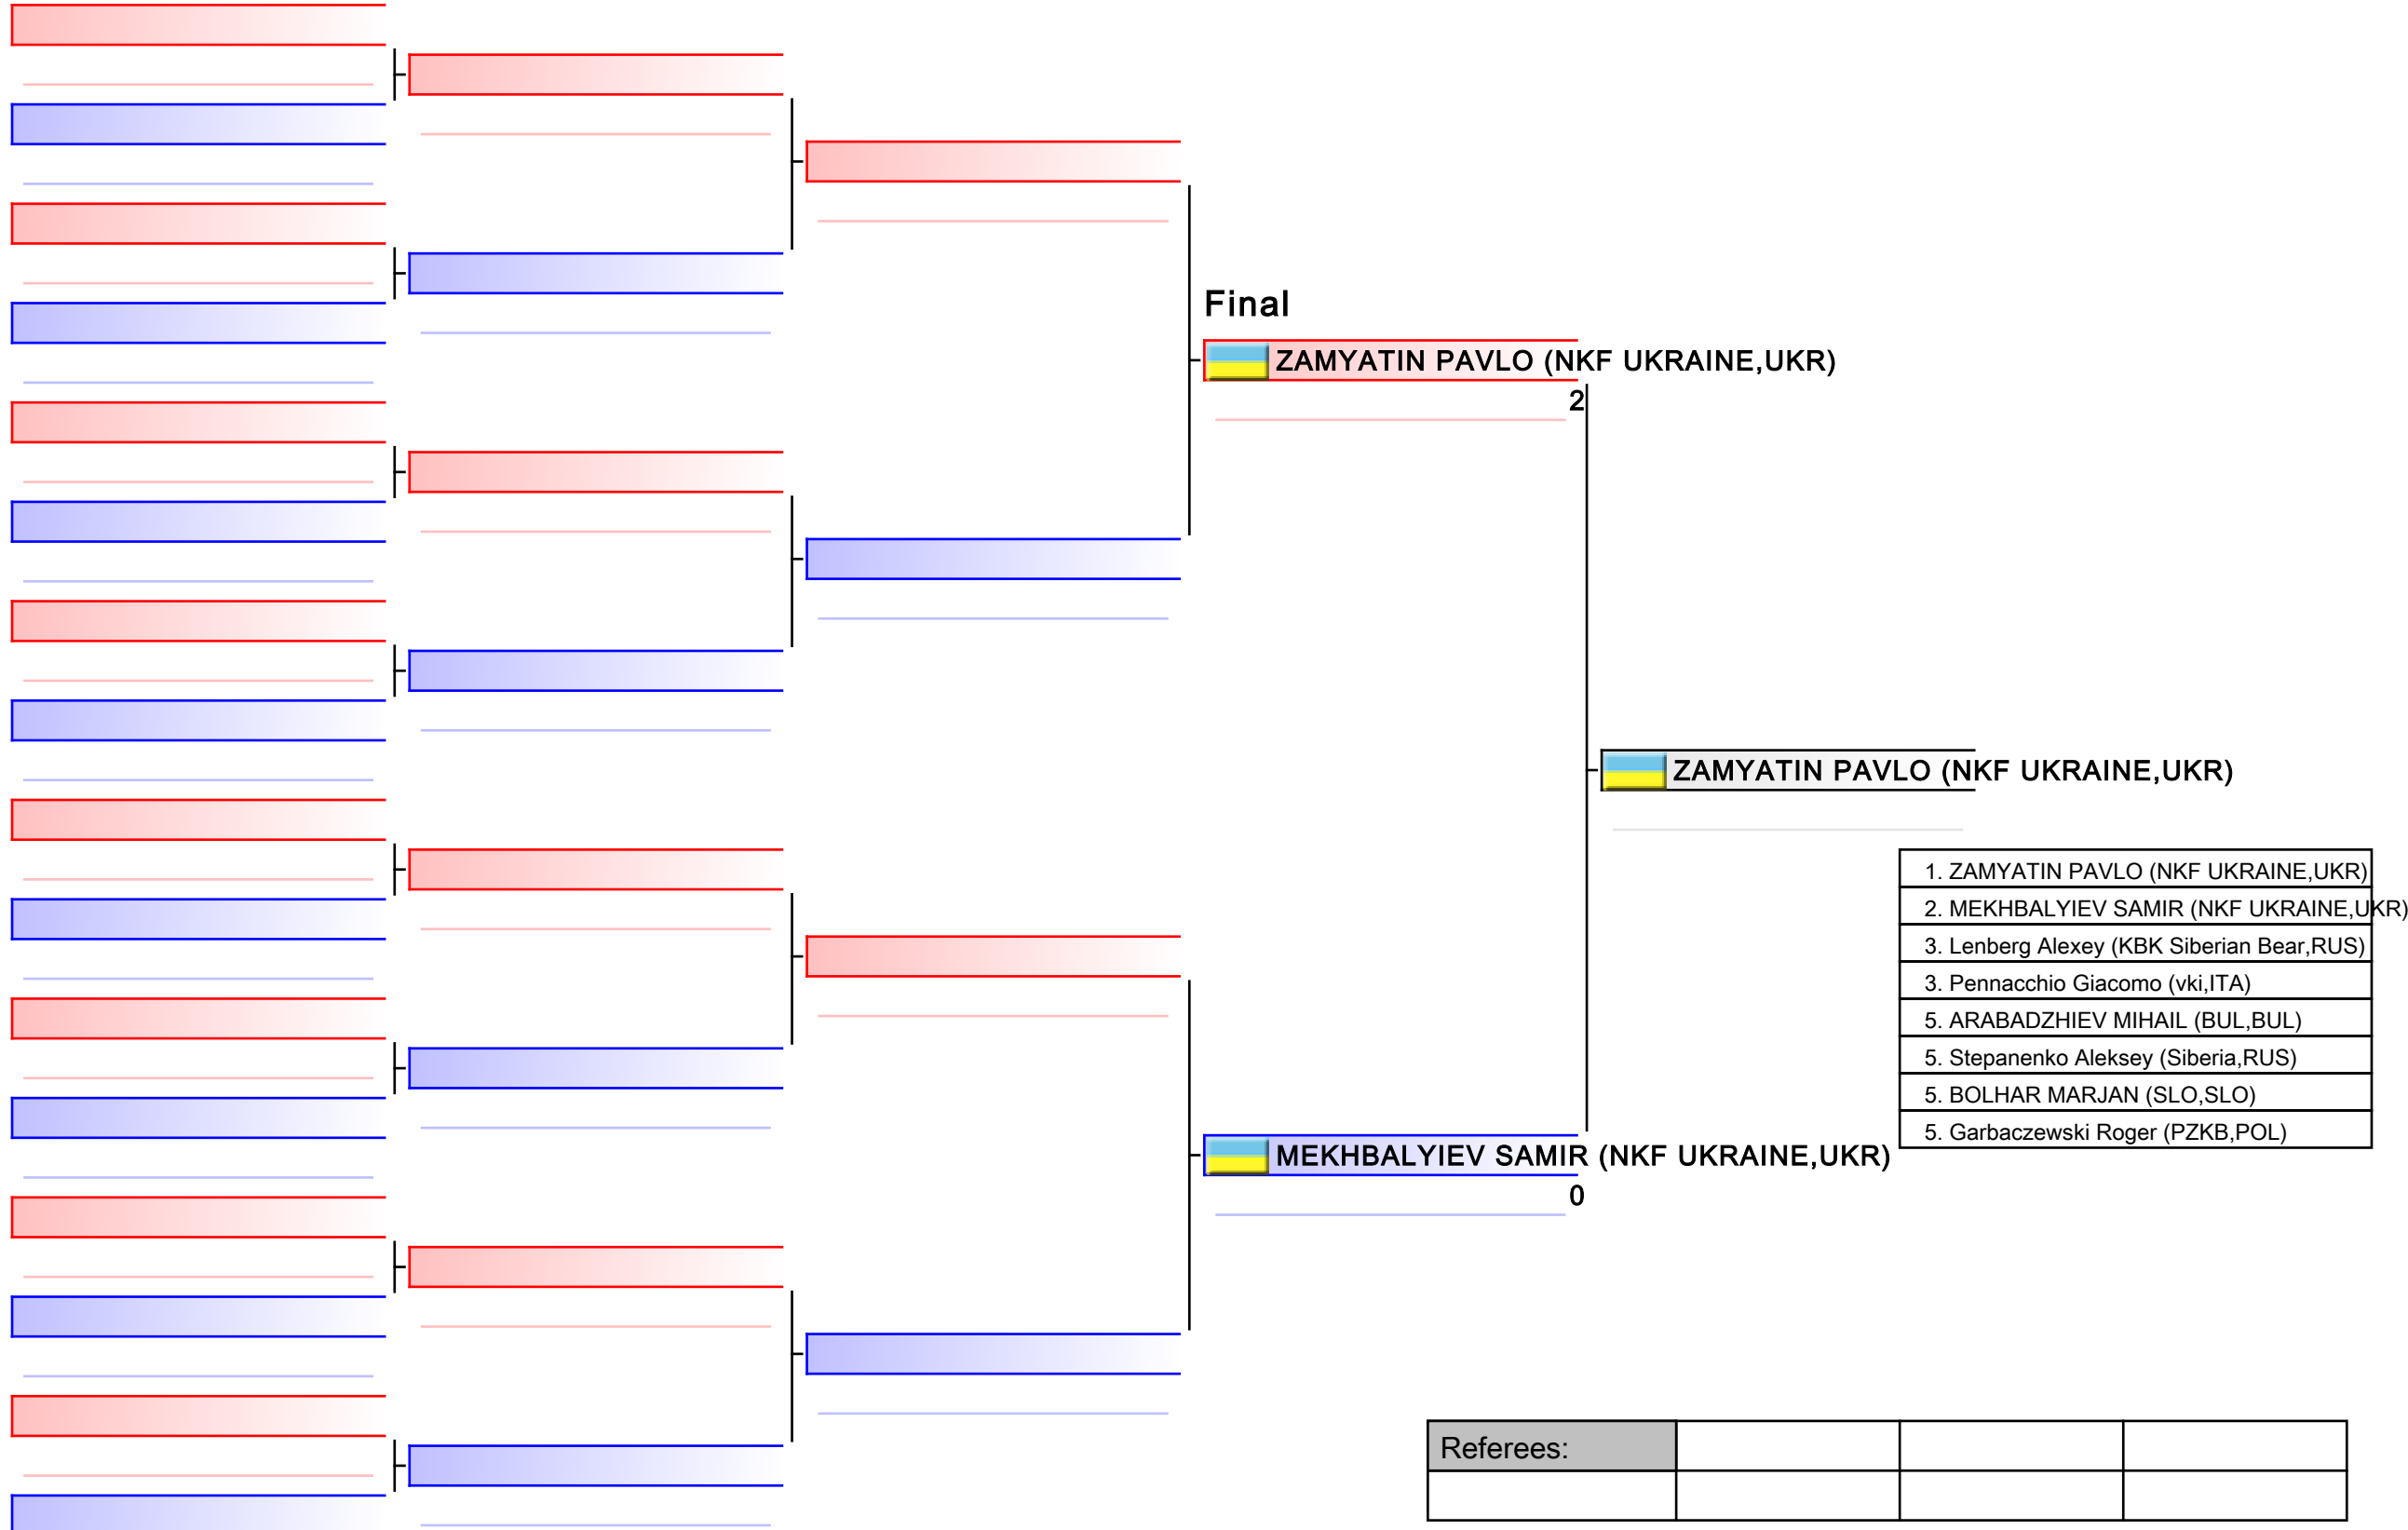 Final
ZAMYATIN PAVLO (NKF UKRAINE,UKR)
2
ZAMYATIN PAVLO (NKF UKRAINE,UKR)
1. ZAMYATIN PAVLO (NKF UKRAINE,UKR)
2. MEKHBALYIEV SAMIR (NKF UKRAINE,UKR)
3. Lenberg Alexey (KBK Siberian Bear,RUS)
3. Pennacchio Giacomo (vki,ITA)
5. ARABADZHIEV MIHAIL (BUL,BUL)
5. Stepanenko Aleksey (Siberia,RUS)
5. BOLHAR MARJAN (SLO,SLO)
5. Garbaczewski Roger (PZKB,POL)
MEKHBALYIEV SAMIR (NKF UKRAINE,UKR)
0
Referees: